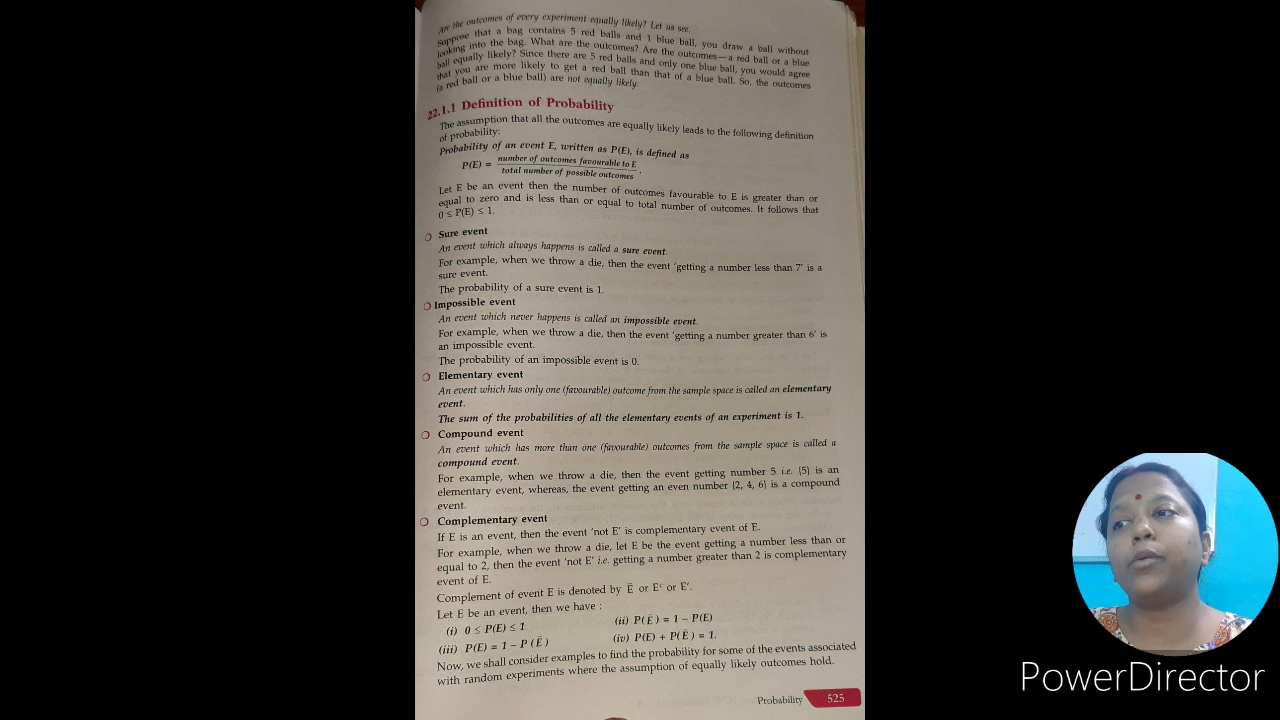 Are the outcomes of every experiment equally likely? Let us see.
Suppose that a bag contains 5 red balls and 1 blue ball, you draw a ball without
looking into the bag. What are the outcomes? Are the outcomes—a red ball or a blue
ball equally likely? Since there are 5 red balls and only one blue ball, you would agree
that you are more likely to get a red ball than that of a blue ball. So, the outcomes
(a red ball or a blue ball) are not equally likely.
22.1.1 Definition of Probability
The assumption that all the outcomes are equally likely leads to the following definition
of probability:
Probability of an event E, written as P(E), is defined as
P(E) = number of outcomes favourable to E / total number of possible outcomes .
Let E be an event then the number of outcomes favourable to E is greater than or
equal to zero and is less than or equal to total number of outcomes. It follows that
0 ≤ P(E) ≤ 1.
Sure event
An event which always happens is called a sure event.
For example, when we throw a die, then the event 'getting a number less than 7' is a
sure event.
The probability of a sure event is 1.
Impossible event
An event which never happens is called an impossible event.
For example, when we throw a die, then the event 'getting a number greater than 6' is
an impossible event.
The probability of an impossible event is 0.
Elementary event
An event which has only one (favourable) outcome from the sample space is called an elementary
event.
The sum of the probabilities of all the elementary events of an experiment is 1.
Compound event
An event which has more than one (favourable) outcomes from the sample space is called a
compound event.
For example, when we throw a die, then the event getting number 5 i.e. {5} is an
elementary event, whereas, the event getting an even number {2, 4, 6} is a compound
event.
Complementary event
If E is an event, then the event 'not E' is complementary event of E.
For example, when we throw a die, let E be the event getting a number less than or
equal to 2, then the event 'not E' i.e. getting a number greater than 2 is complementary
event of E.
Complement of event E is denoted by Ē or Eᶜ or E'.
Let E be an event, then we have :
(i) 0 ≤ P(E) ≤ 1 (ii) P(Ē) = 1 – P(E)
(iii) P(E) = 1 – P(Ē) (iv) P(E) + P(Ē) = 1.
Now, we shall consider examples to find the probability for some of the events associated
with random experiments where the assumption of equally likely outcomes hold.
Probability 525
PowerDirector